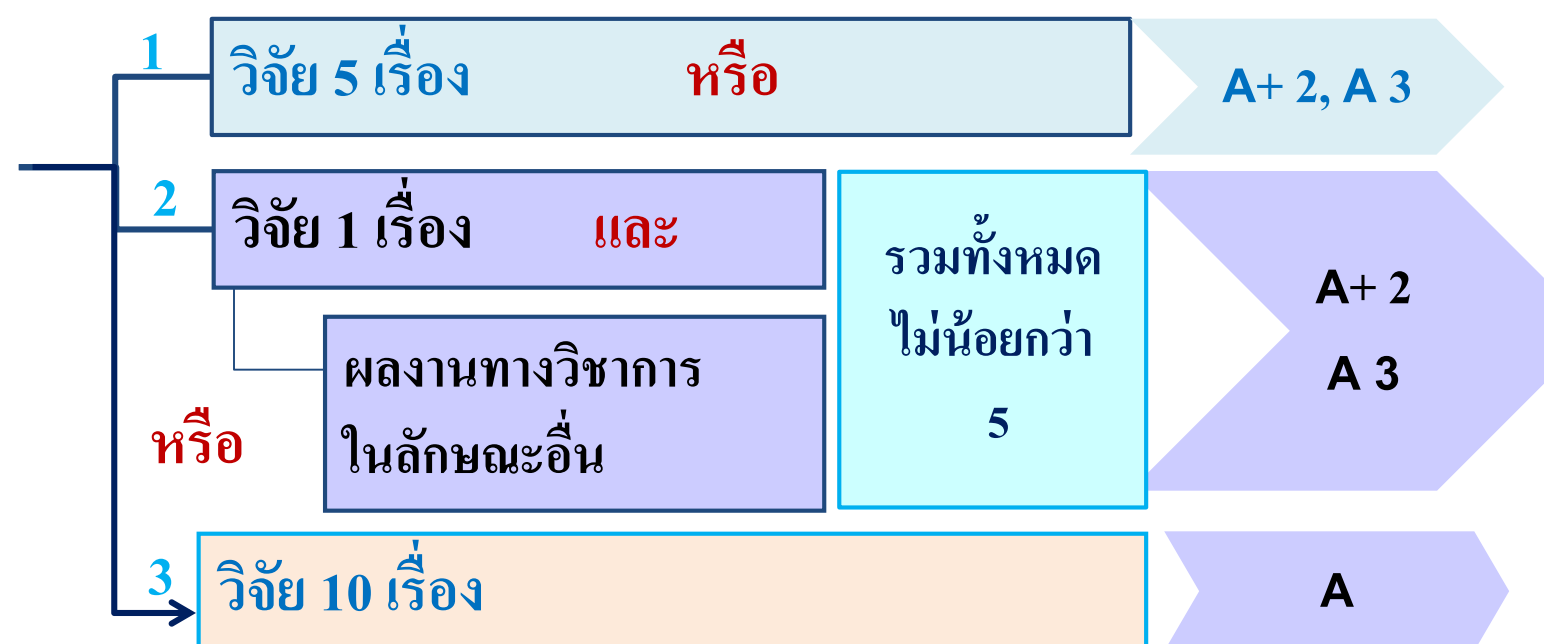 1
วิจัย 5 เรื่อง หรือ
A+ 2, A 3
2
วิจัย 1 เรื่อง และ
ผลงานทางวิชาการ
ในลักษณะอื่น
รวมทั้งหมด
ไม่น้อยกว่า
5
A+ 2
A 3
หรือ
3
วิจัย 10 เรื่อง
A